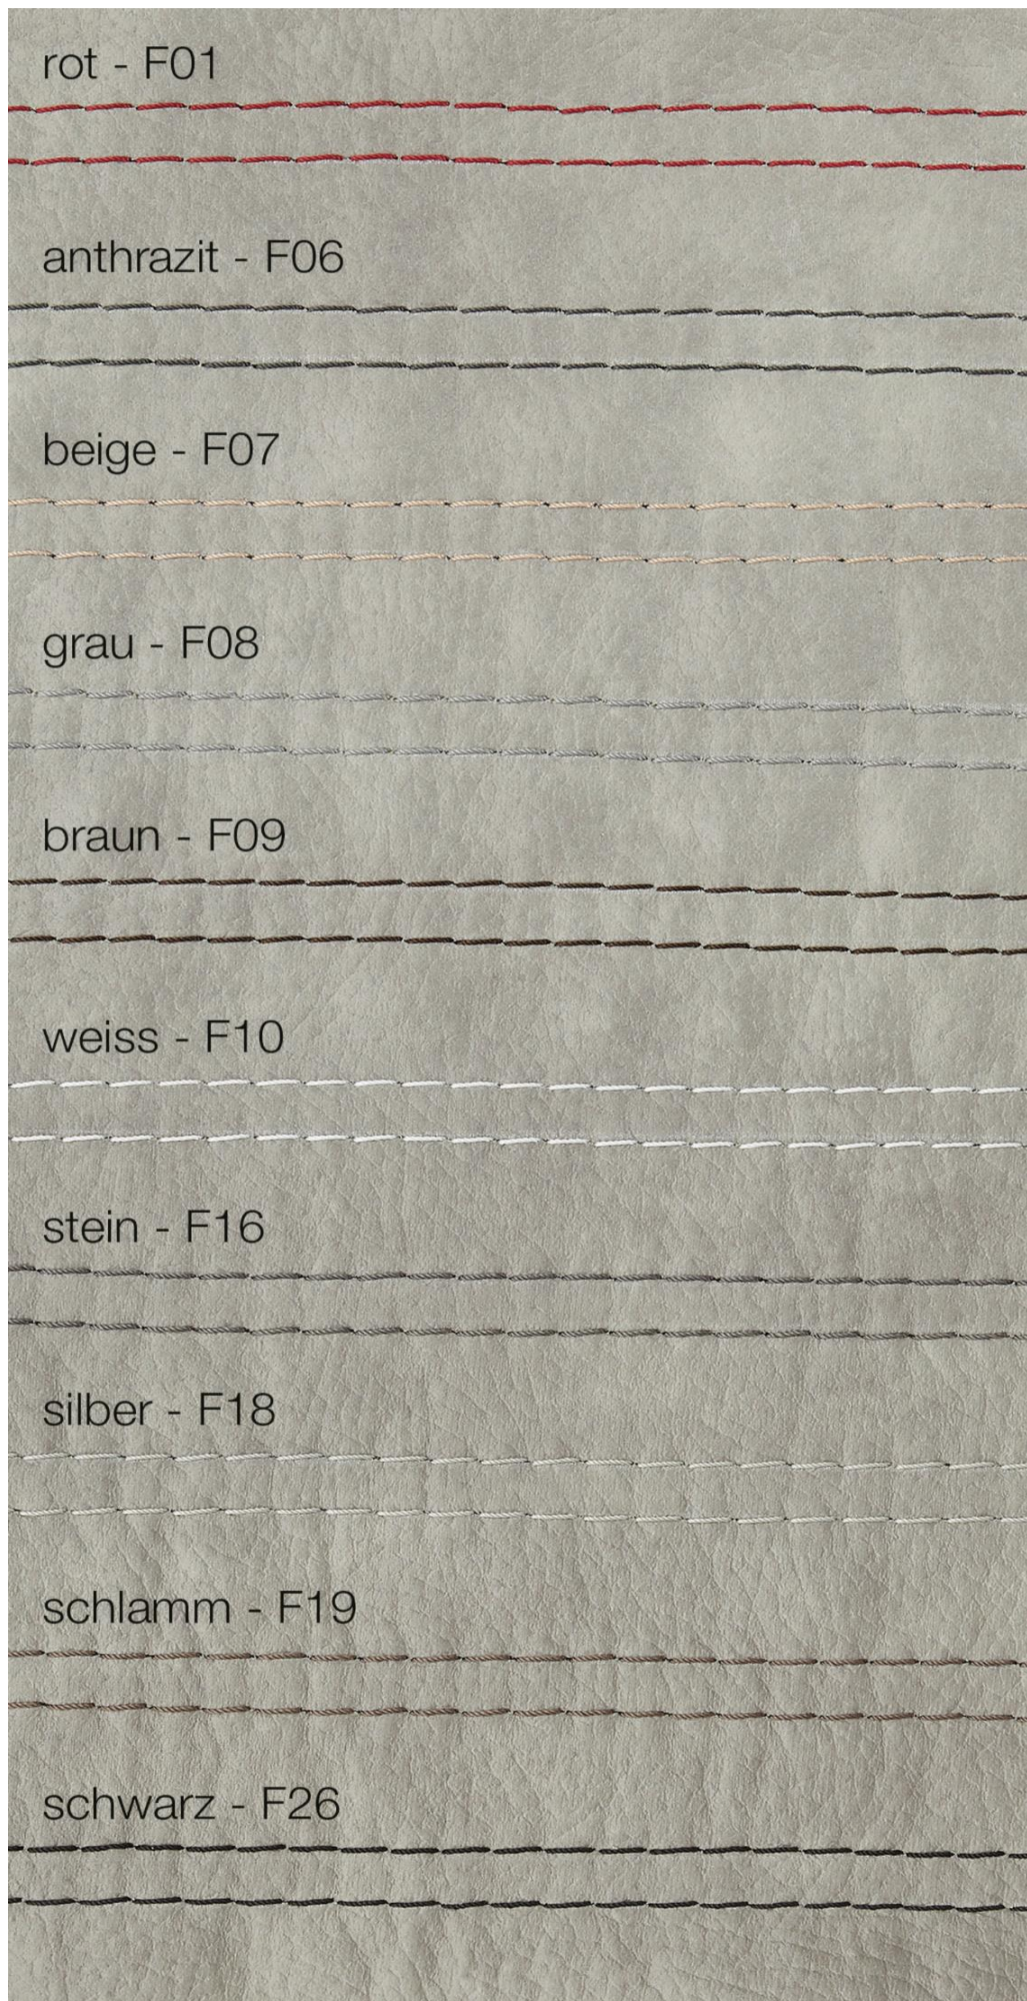 rot - F01
anthrazit - F06
beige - F07
grau - F08
braun - F09
weiss - F10
stein - F16
silber - F18
schlamm - F19
schwarz - F26